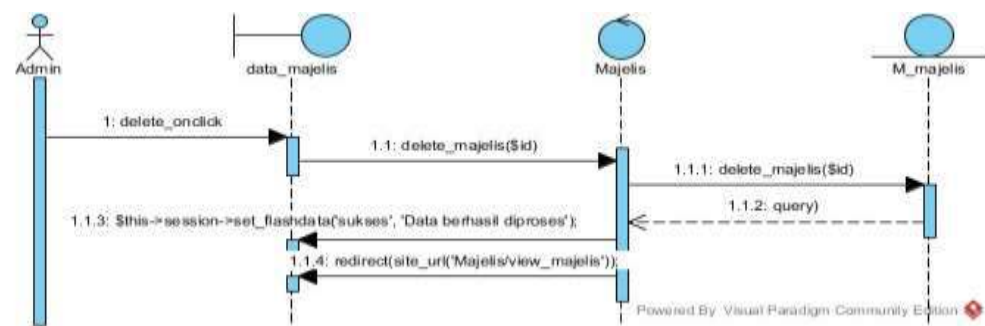 Admin
data_majelis
Majelis
M_majelis
1: delete_onclick
1.1: delete_majelis($id)
1.1.1: delete_majelis($id)
1.1.2: query)
1.1.3: $this->session->set_flashdata('sukses', 'Data berhasil diproses');
1.1.4: redirect(site_url('Majelis/view_majelis'));
Powered By Visual Paradigm Community Edition